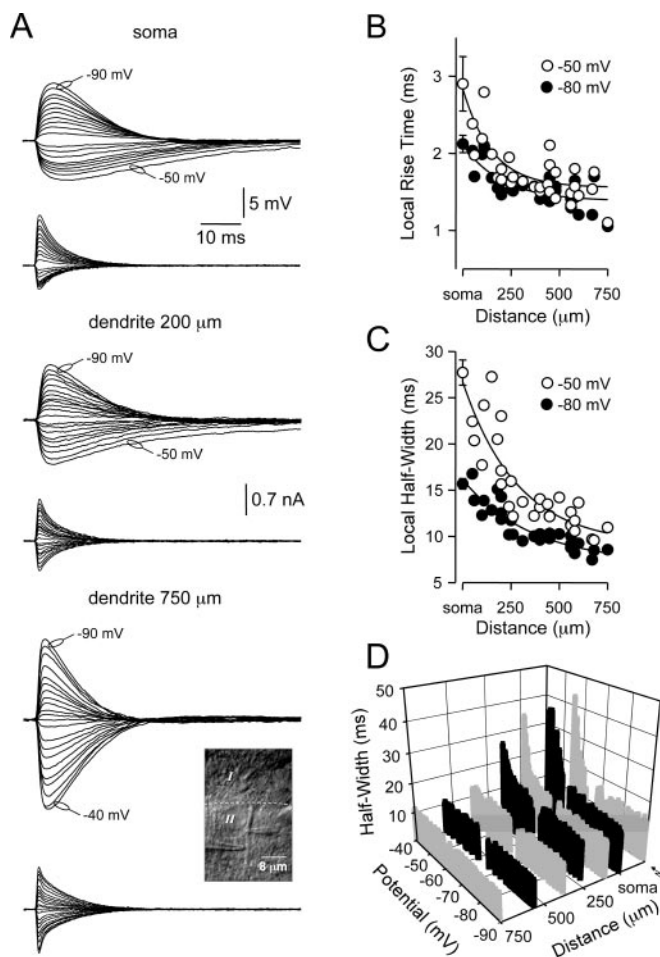 A
soma
-90 mV
-50 mV
5 mV
10 ms
dendrite 200 µm
-90 mV
-50 mV
0.7 nA
dendrite 750 µm
-90 mV
-40 mV
I
II
8 µm
B
Local Rise Time (ms)
3
2
1
-50 mV
-80 mV
soma 250 500 750
Distance (µm)
C
Local Half-Width (ms)
30
25
20
15
10
5
-50 mV
-80 mV
soma 250 500 750
Distance (µm)
D
Half-Width (ms)
50
40
30
20
10
-40
-50
-60
-70
-80
-90
Potential (mV)
750
500
250
soma
Distance (µm)